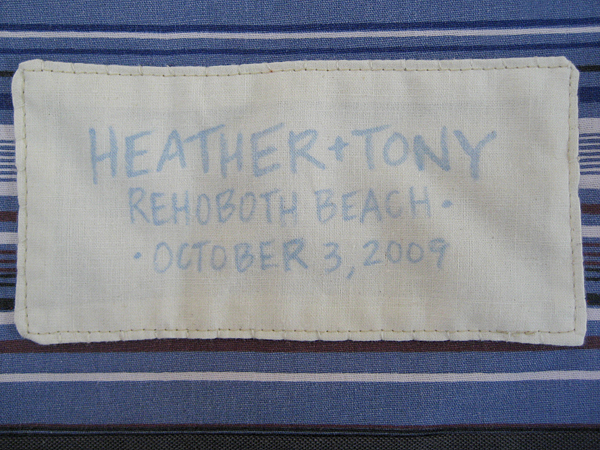 HEATHER + TONY
REHOBOTH BEACH •
• OCTOBER 3, 2009